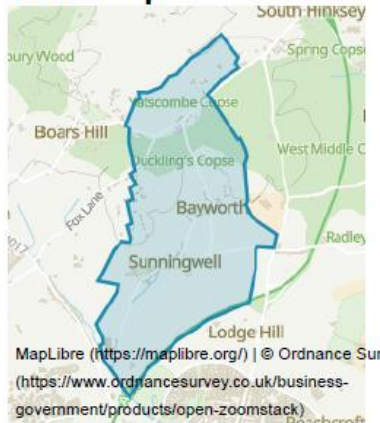 South Hinksey
Spring Copse
bury Wood
Yatscombe Copse
Boars Hill
West Middle C
Duckling's Copse
Fox Lane
Bayworth
Radley
Sunningwell
Lodge Hill
MapLibre (https://maplibre.org/) | © Ordnance Sur
(https://www.ordnancesurvey.co.uk/business-
government/products/open-zoomstack)